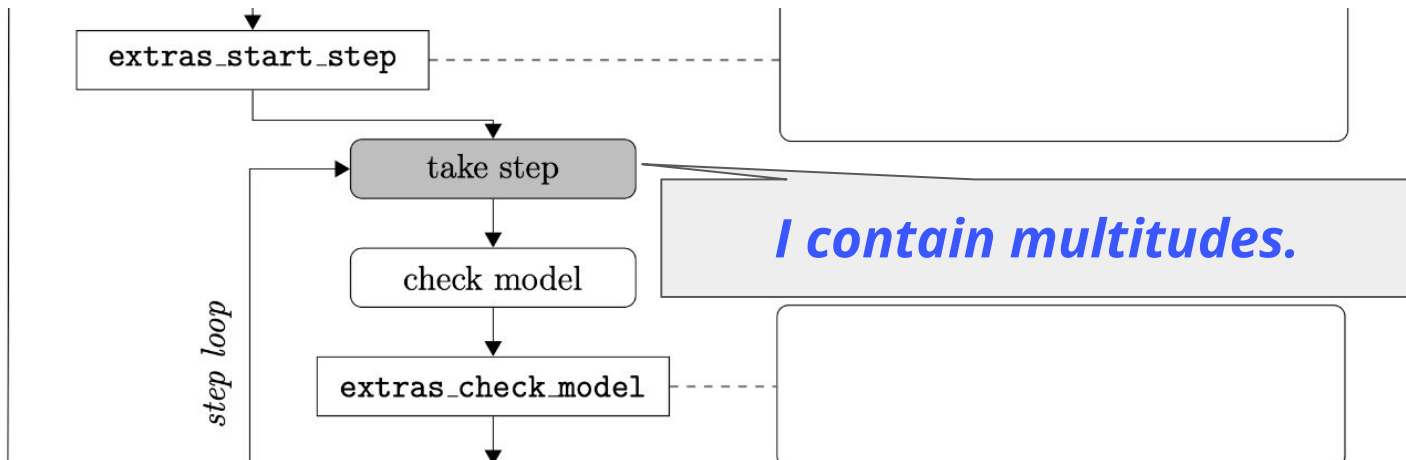 extras_start_step
take step
I contain multitudes.
check model
step loop
extras_check_model